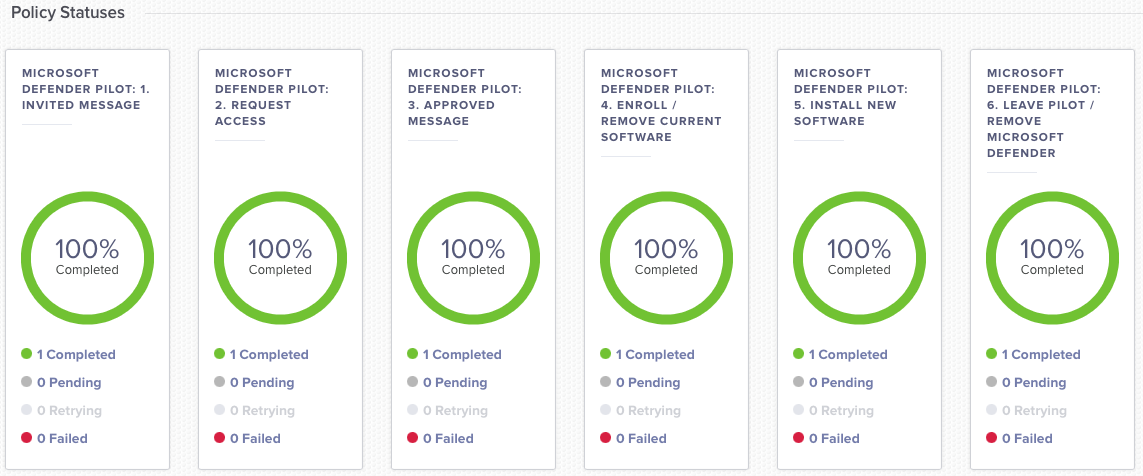 Policy Statuses
MICROSOFT
DEFENDER PILOT: 1.
INVITED MESSAGE
100%
Completed
1 Completed
0 Pending
0 Retrying
0 Failed
MICROSOFT
DEFENDER PILOT:
2. REQUEST
ACCESS
100%
Completed
1 Completed
0 Pending
0 Retrying
0 Failed
MICROSOFT
DEFENDER PILOT:
3. APPROVED
MESSAGE
100%
Completed
1 Completed
0 Pending
0 Retrying
0 Failed
MICROSOFT
DEFENDER PILOT:
4. ENROLL /
REMOVE CURRENT
SOFTWARE
100%
Completed
1 Completed
0 Pending
0 Retrying
0 Failed
MICROSOFT
DEFENDER PILOT:
5. INSTALL NEW
SOFTWARE
100%
Completed
1 Completed
0 Pending
0 Retrying
0 Failed
MICROSOFT
DEFENDER PILOT:
6. LEAVE PILOT /
REMOVE
MICROSOFT
DEFENDER
100%
Completed
1 Completed
0 Pending
0 Retrying
0 Failed